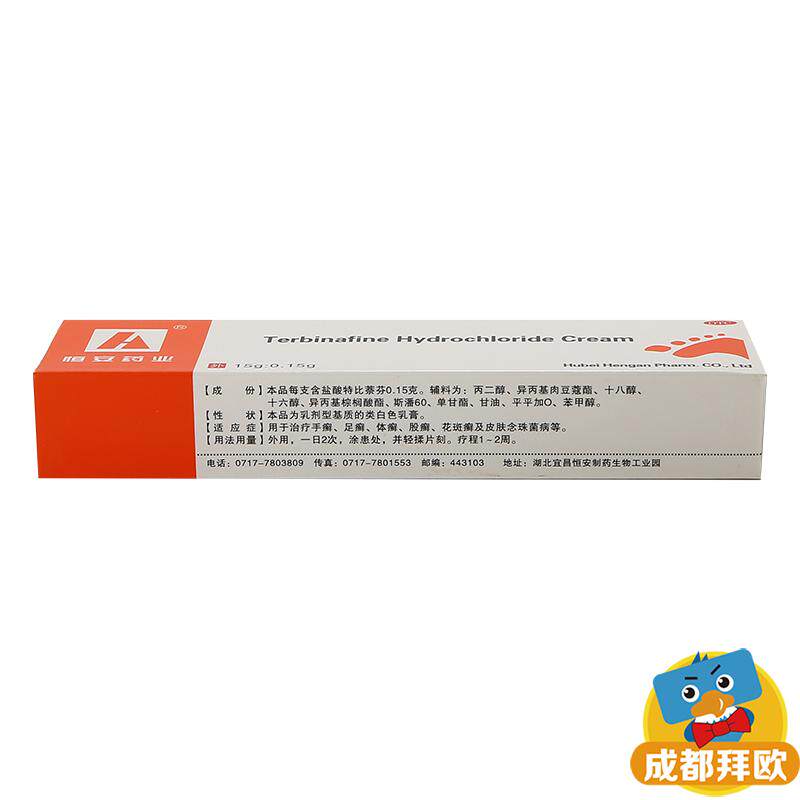 恒安药业
®
Terbinafine Hydrochloride Cream
OTC
外 15g:0.15g
Hubei Hengan Pharm. CO., Ltd
【成 份】本品每支含盐酸特比萘芬0.15克。辅料为：丙二醇、异丙基肉豆蔻酯、十八醇、
十六醇、异丙基棕榈酸酯、斯潘60、单甘酯、甘油、平平加O、苯甲醇。
【性 状】本品为乳剂型基质的类白色乳膏。
【适 应 症】用于治疗手癣、足癣、体癣、股癣、花斑癣及皮肤念珠菌病等。
【用法用量】外用，一日2次，涂患处，并轻揉片刻。疗程1~2周。
电话：0717-7803809 传真：0717-7801553 邮编：443103 地址：湖北宜昌恒安制药生物工业园
成都拜欧